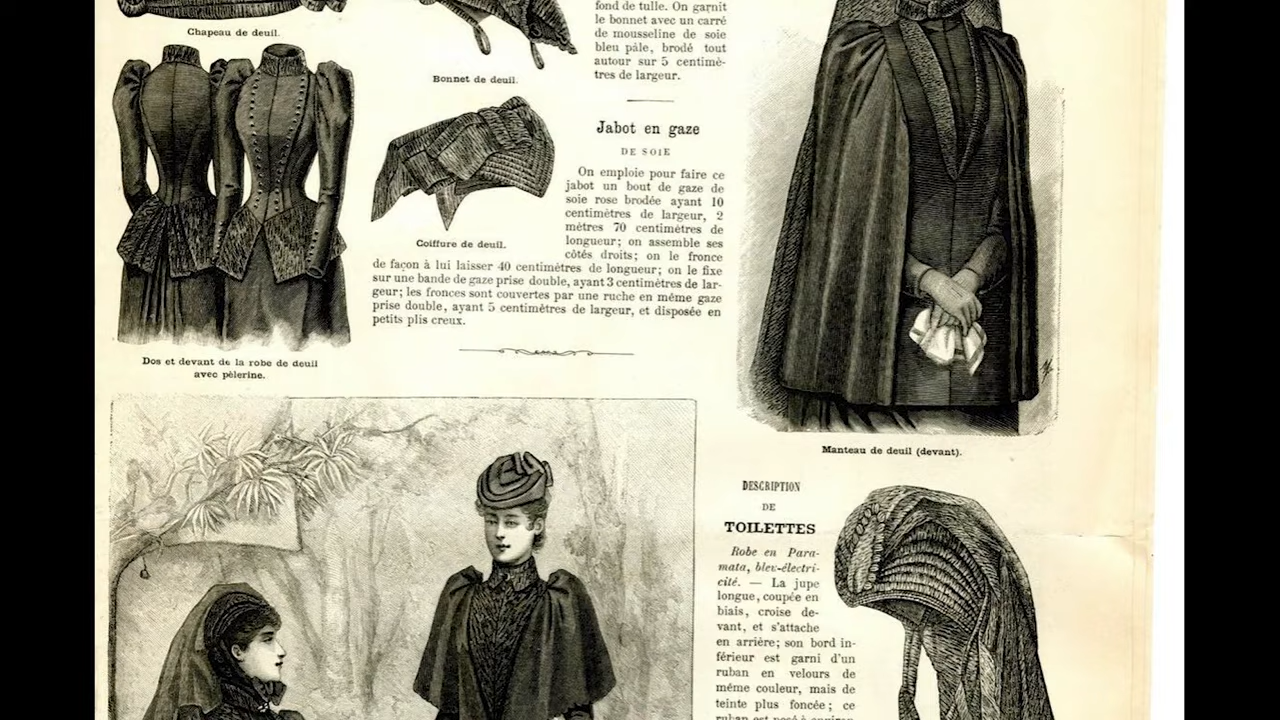 Chapeau de deuil.
Bonnet de deuil.
fond de tulle. On garnit
le bonnet avec un carré
de mousseline de soie
bleu pâle, brodé tout
autour sur 5 centimè-
tres de largeur.
Jabot en gaze
DE SOIE
On emploie pour faire ce
jabot un bout de gaze de
soie rose brodée ayant 10
centimètres de largeur, 2
mètres 70 centimètres de
longueur; on assemble ses
côtés droits; on le fronce
de façon à lui laisser 40 centimètres de longueur; on le fixe
sur une bande de gaze prise double, ayant 3 centimètres de lar-
geur; les fronces sont couvertes par une ruche en même gaze
prise double, ayant 5 centimètres de largeur, et disposée en
petits plis creux.
Coiffure de deuil.
Dos et devant de la robe de deuil
avec pèlerine.
Manteau de deuil (devant).
DESCRIPTION
DE
TOILETTES
Robe en Para-
mata, bleu-électri-
cité. — La jupe
longue, coupée en
biais, croise de-
vant, et s'attache
en arrière; son bord in-
férieur est garni d'un
ruban en velours de
même couleur, mais de
teinte plus foncée; ce
ruban est posé à environ